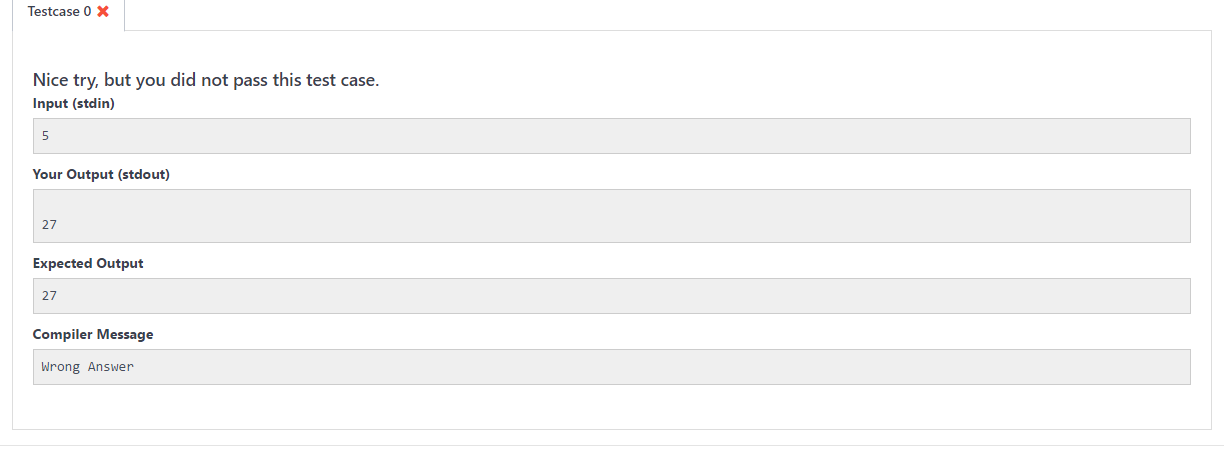 Testcase 0
Nice try, but you did not pass this test case.
Input (stdin)
5
Your Output (stdout)
27
Expected Output
27
Compiler Message
Wrong Answer